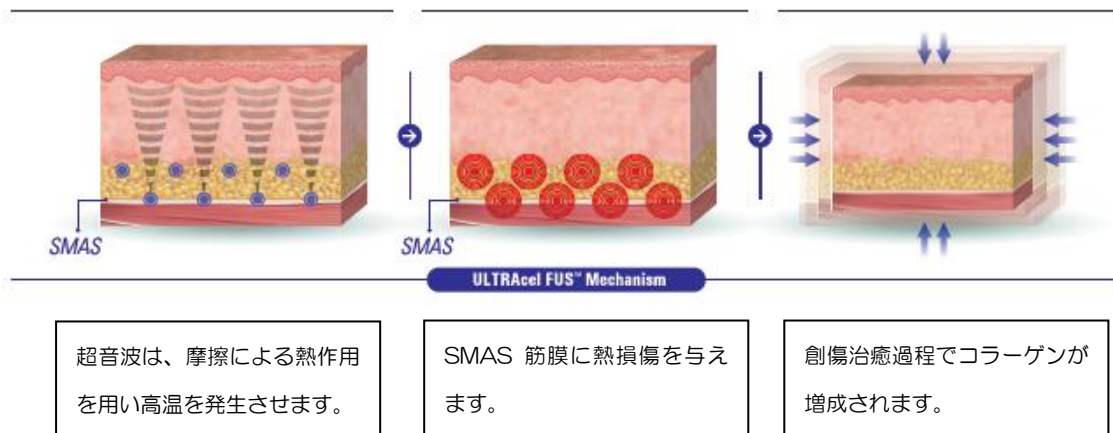 SMAS
SMAS
ULTRAcel FUS™ Mechanism
超音波は、摩擦による熱作用
を用い高温を発生させます。
SMAS 筋膜に熱損傷を与え
ます。
創傷治癒過程でコラーゲンが
増成されます。